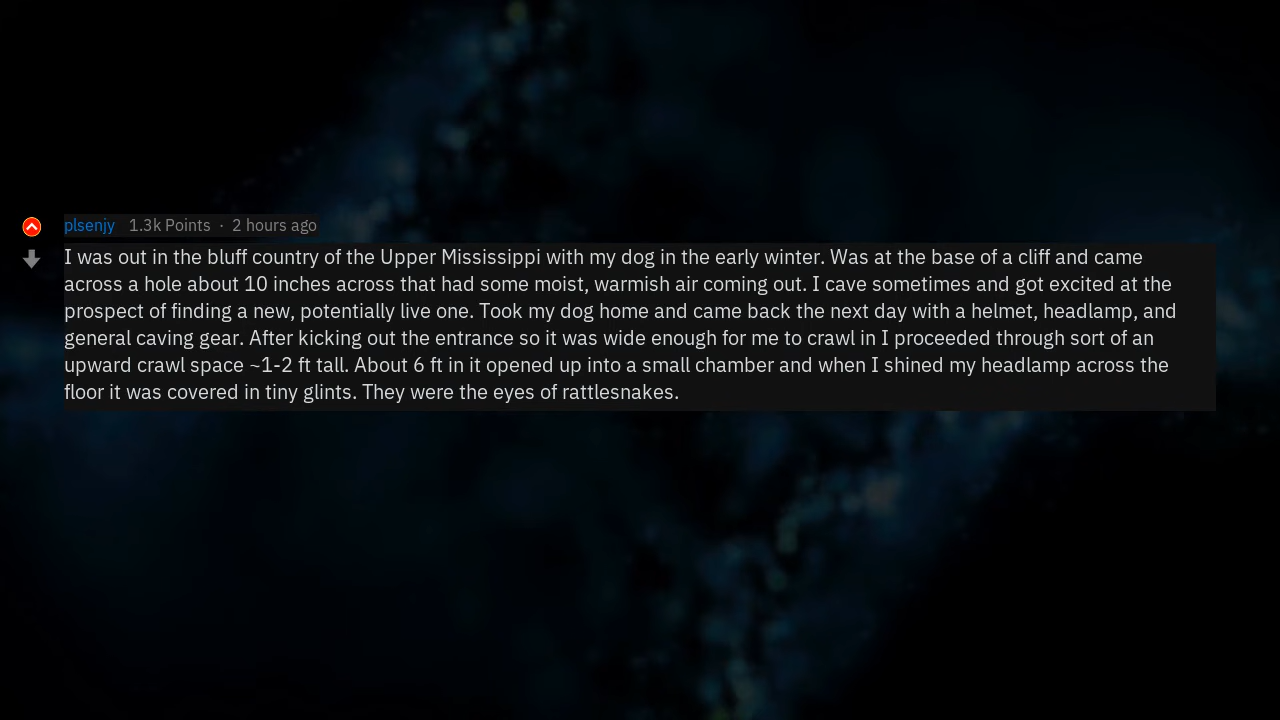 plsenjy 1.3k Points · 2 hours ago
I was out in the bluff country of the Upper Mississippi with my dog in the early winter. Was at the base of a cliff and came
across a hole about 10 inches across that had some moist, warmish air coming out. I cave sometimes and got excited at the
prospect of finding a new, potentially live one. Took my dog home and came back the next day with a helmet, headlamp, and
general caving gear. After kicking out the entrance so it was wide enough for me to crawl in I proceeded through sort of an
upward crawl space ~1-2 ft tall. About 6 ft in it opened up into a small chamber and when I shined my headlamp across the
floor it was covered in tiny glints. They were the eyes of rattlesnakes.